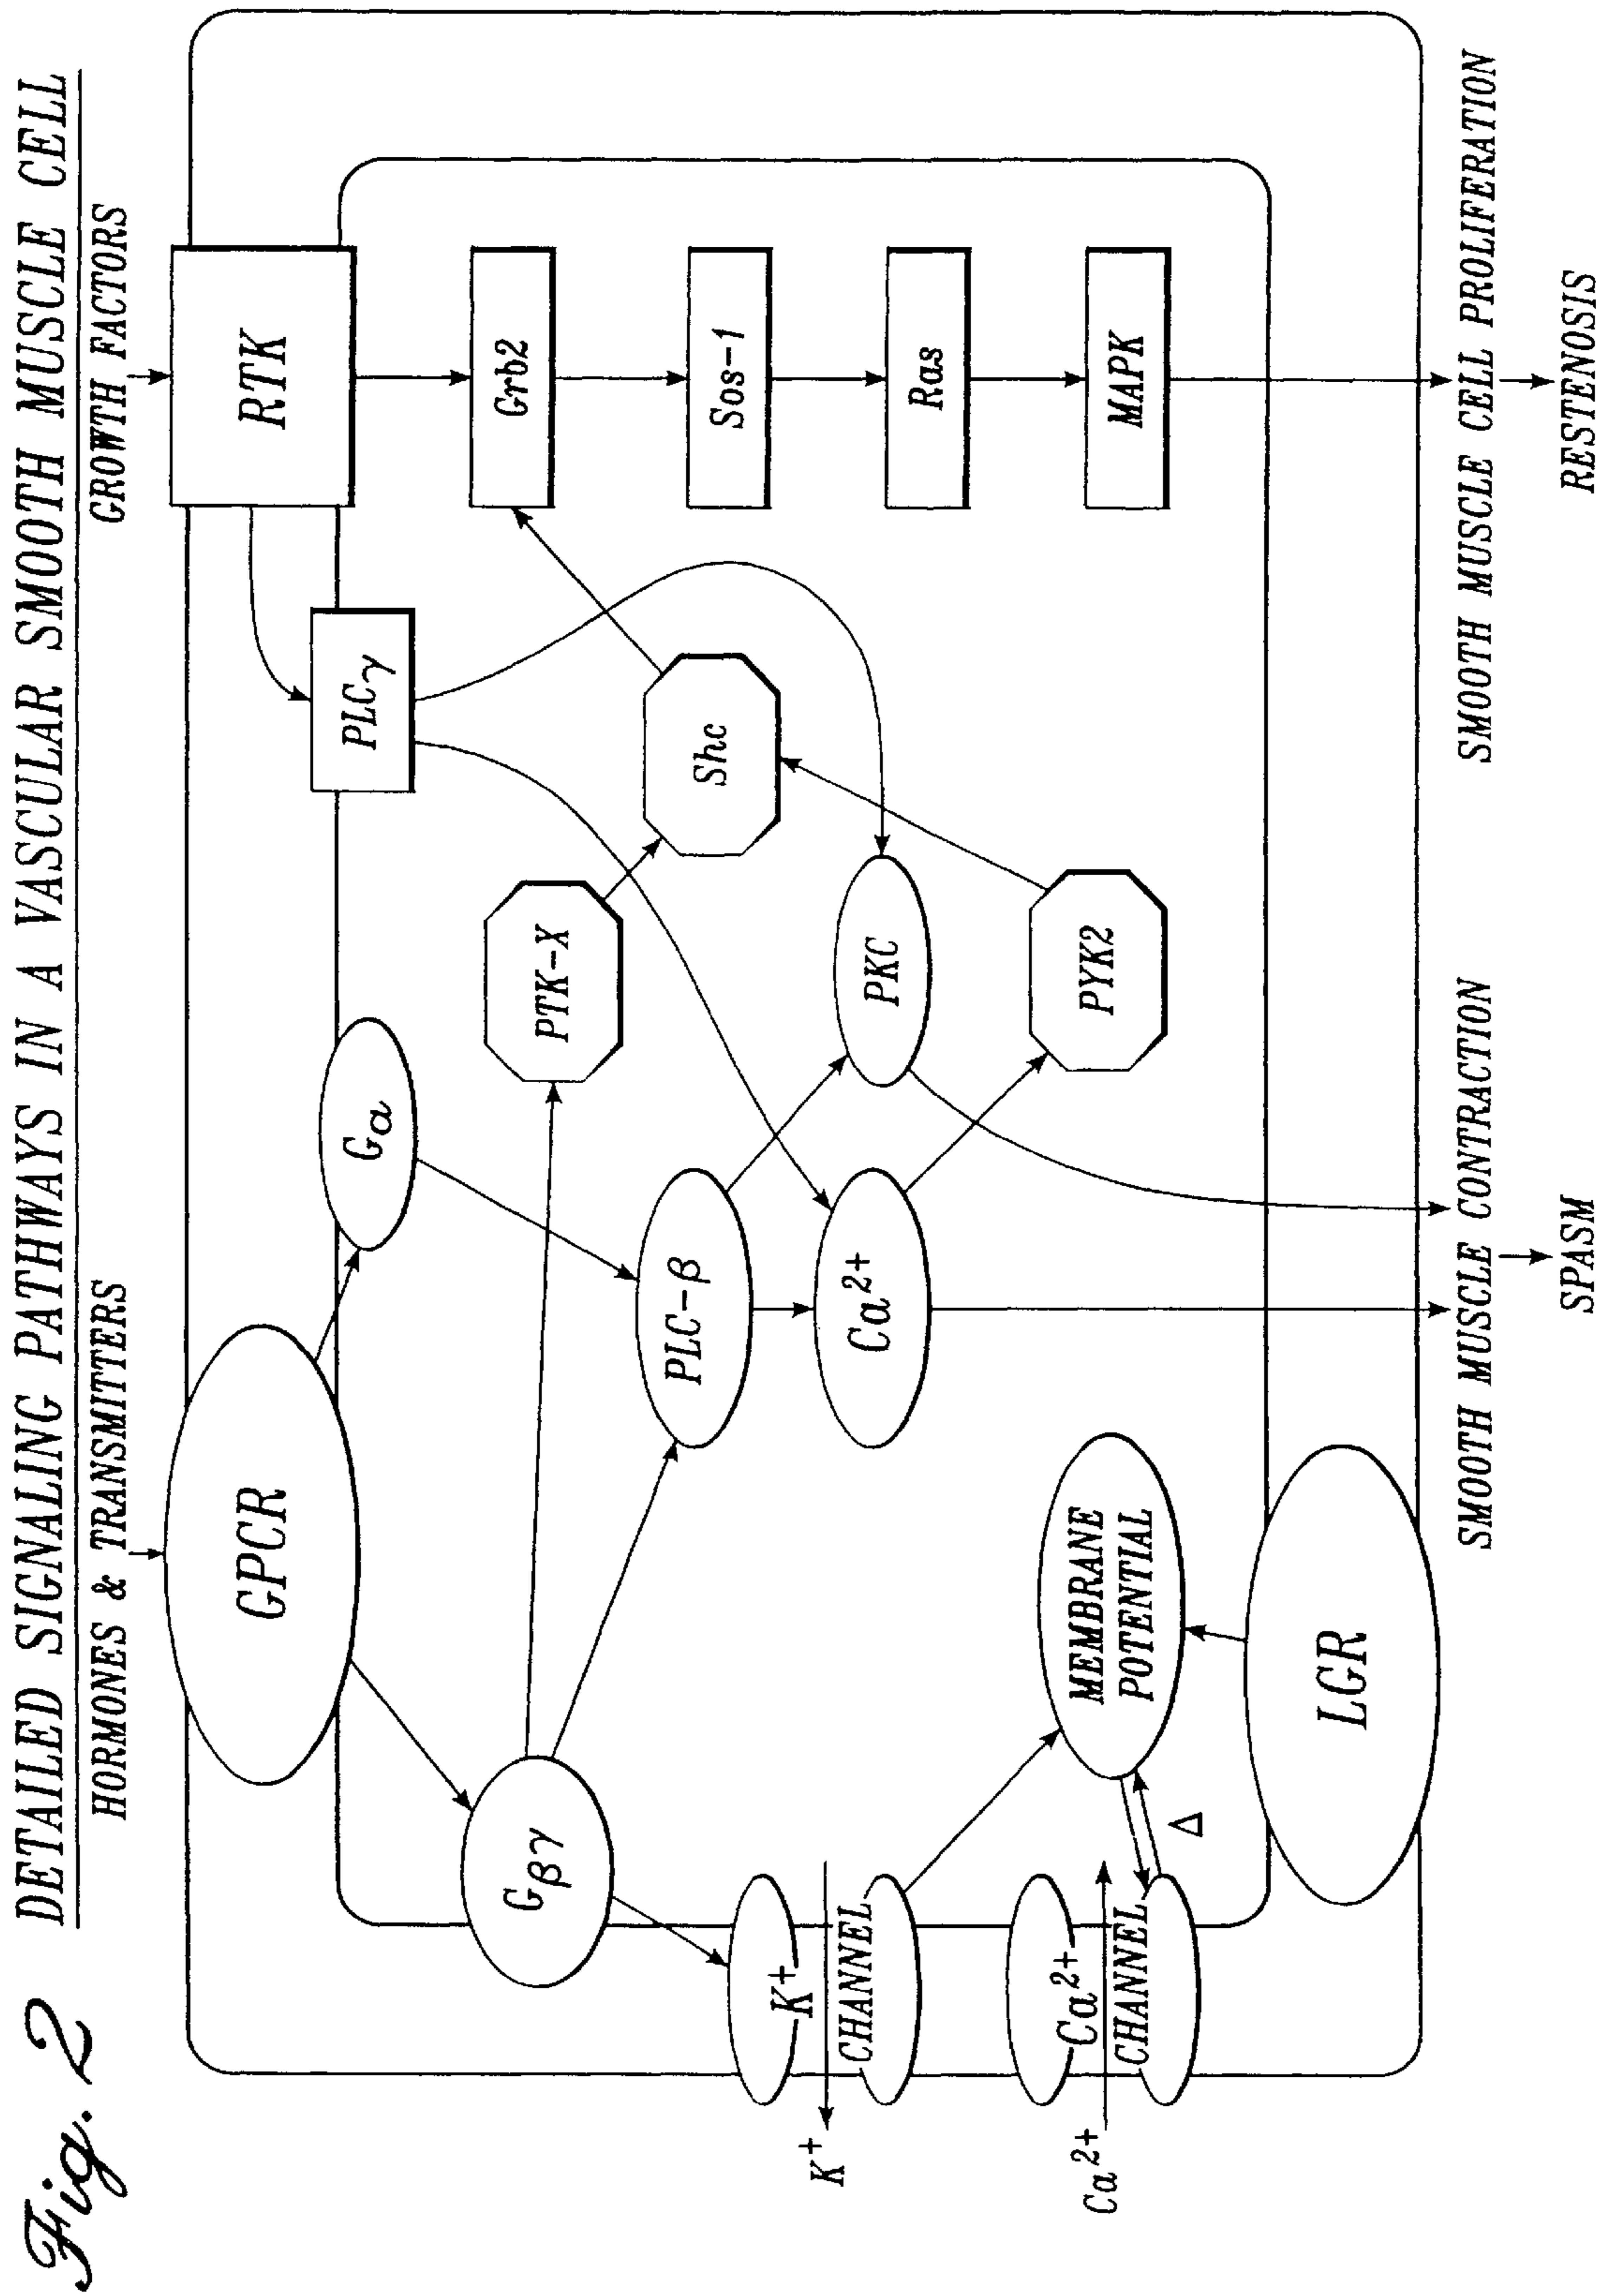 Fig. 2
DETAILED SIGNALING PATHWAYS IN A VASCULAR SMOOTH MUSCLE CELL
HORMONES & TRANSMITTERS
GROWTH FACTORS
GPCR
RTK
Gα
PLCγ
Gβγ
PTK-X
Grb2
PLC-β
Shc
Sos-1
K+
K+
CHANNEL
Ca2+
PKC
Ras
Ca2+
Ca2+
CHANNEL
Δ
MEMBRANE
POTENTIAL
PYK2
MAPK
LGR
SMOOTH MUSCLE CONTRACTION
SMOOTH MUSCLE CELL PROLIFERATION
SPASM
RESTENOSIS